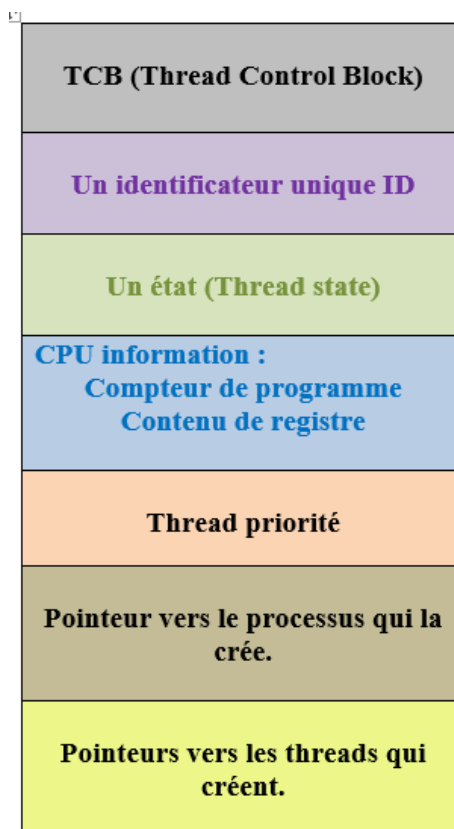 TCB (Thread Control Block)
Un identificateur unique ID
Un état (Thread state)
CPU information :
Compteur de programme
Contenu de registre
Thread priorité
Pointeur vers le processus qui la
crée.
Pointeurs vers les threads qui
créent.